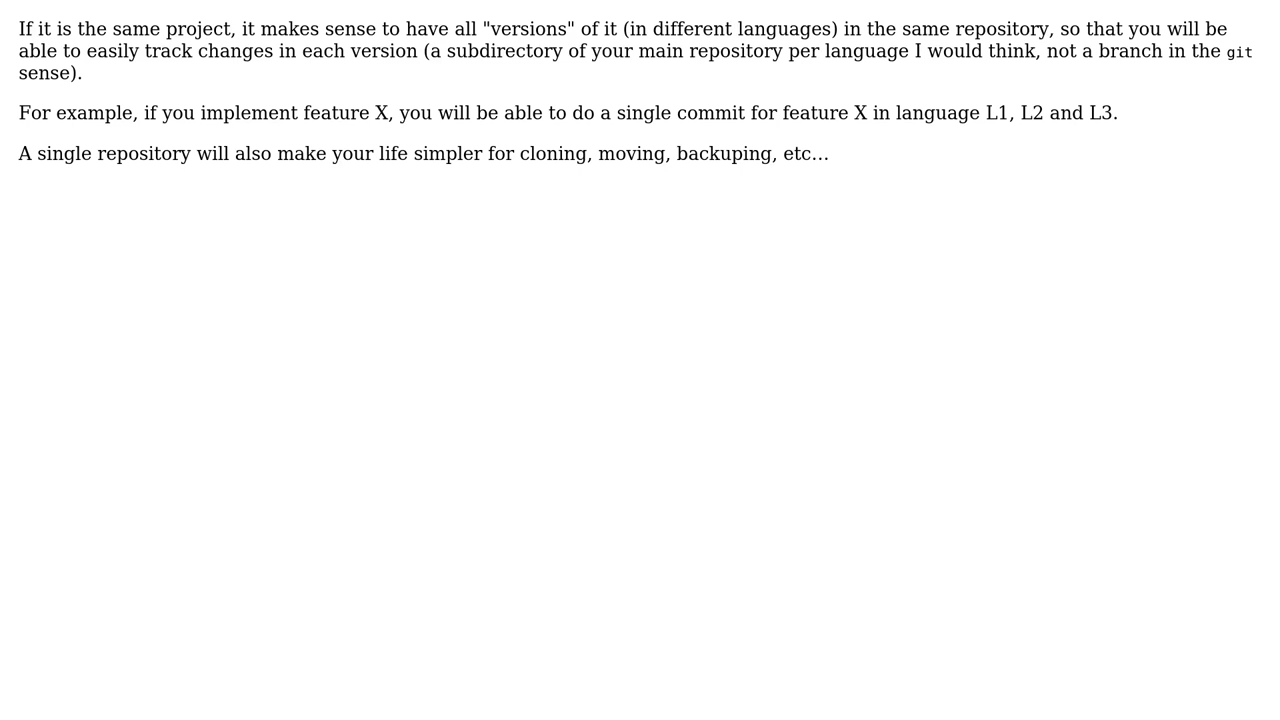 If it is the same project, it makes sense to have all "versions" of it (in different languages) in the same repository, so that you will be
able to easily track changes in each version (a subdirectory of your main repository per language I would think, not a branch in the git
sense).
For example, if you implement feature X, you will be able to do a single commit for feature X in language L1, L2 and L3.
A single repository will also make your life simpler for cloning, moving, backuping, etc...